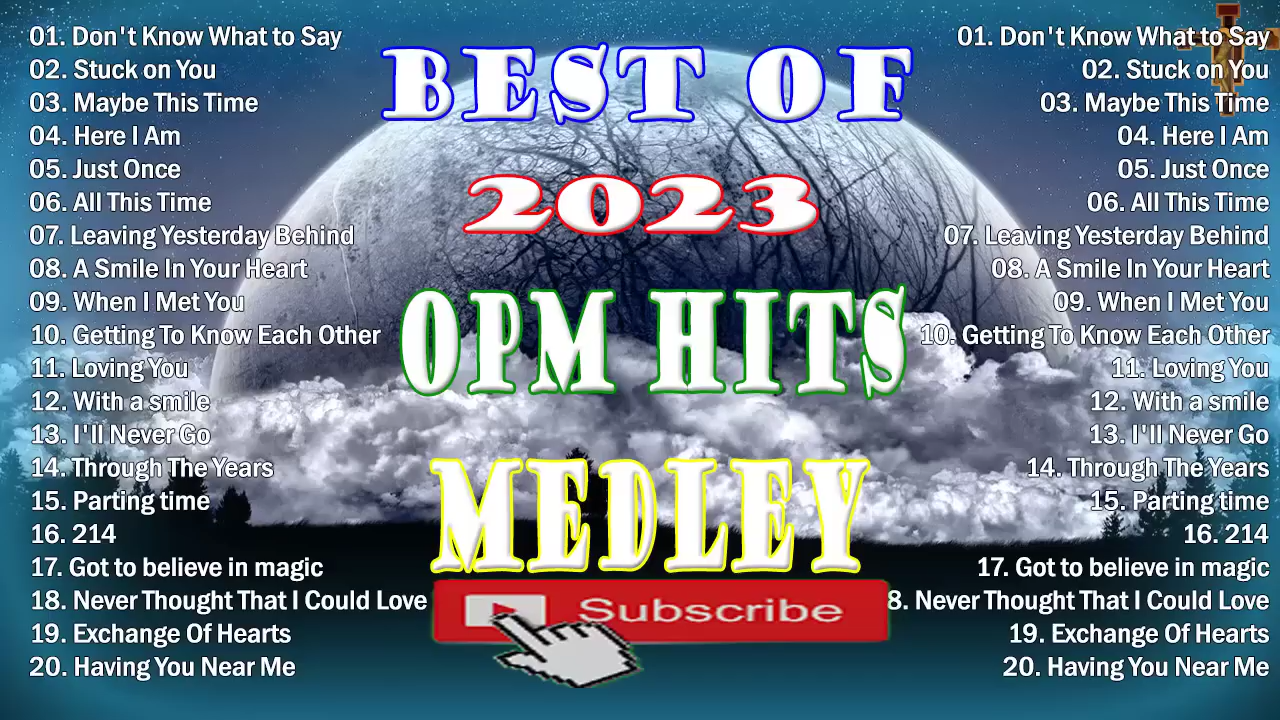 01. Don't Know What to Say
02. Stuck on You
03. Maybe This Time
04. Here I Am
05. Just Once
06. All This Time
07. Leaving Yesterday Behind
08. A Smile In Your Heart
09. When I Met You
10. Getting To Know Each Other
11. Loving You
12. With a smile
13. I'll Never Go
14. Through The Years
15. Parting time
16. 214
17. Got to believe in magic
18. Never Thought That I Could Love
19. Exchange Of Hearts
20. Having You Near Me
BEST OF
2023
OPM HITS
MEDLEY
Subscribe
01. Don't Know What to Say
02. Stuck on You
03. Maybe This Time
04. Here I Am
05. Just Once
06. All This Time
07. Leaving Yesterday Behind
08. A Smile In Your Heart
09. When I Met You
10. Getting To Know Each Other
11. Loving You
12. With a smile
13. I'll Never Go
14. Through The Years
15. Parting time
16. 214
17. Got to believe in magic
8. Never Thought That I Could Love
19. Exchange Of Hearts
20. Having You Near Me